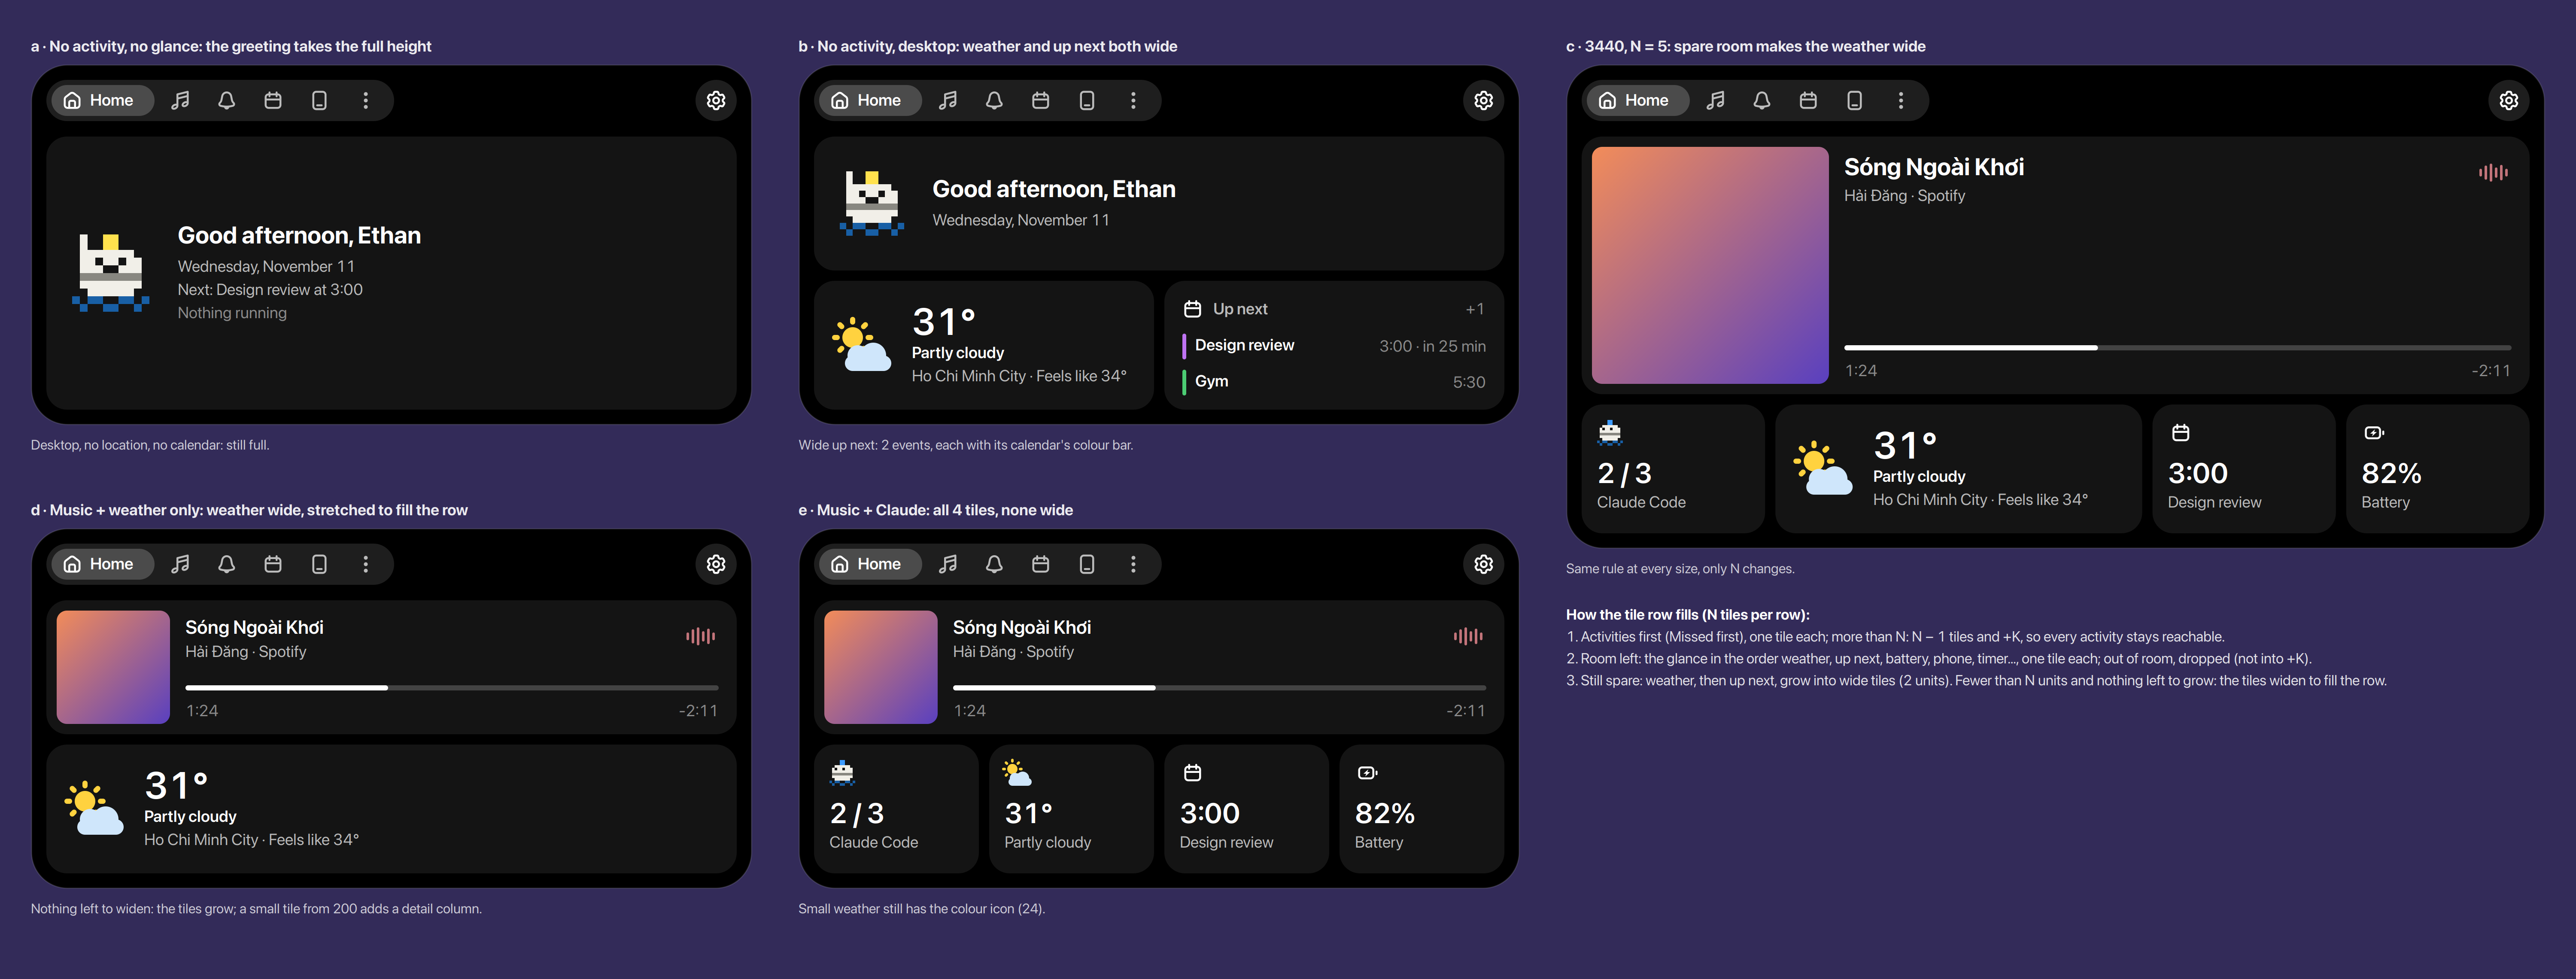 a · No activity, no glance: the greeting takes the full height
Home
Good afternoon, Ethan
Wednesday, November 11
Next: Design review at 3:00
Nothing running
Desktop, no location, no calendar: still full.
b · No activity, desktop: weather and up next both wide
Home
Good afternoon, Ethan
Wednesday, November 11
31°
Partly cloudy
Ho Chi Minh City · Feels like 34°
Up next +1
Design review 3:00 · in 25 min
Gym 5:30
Wide up next: 2 events, each with its calendar's colour bar.
c · 3440, N = 5: spare room makes the weather wide
Home
Sóng Ngoài Khơi
Hải Đăng · Spotify
1:24 -2:11
2 / 3
Claude Code
31°
Partly cloudy
Ho Chi Minh City · Feels like 34°
3:00
Design review
82%
Battery
Same rule at every size, only N changes.
d · Music + weather only: weather wide, stretched to fill the row
Home
Sóng Ngoài Khơi
Hải Đăng · Spotify
1:24 -2:11
31°
Partly cloudy
Ho Chi Minh City · Feels like 34°
Nothing left to widen: the tiles grow; a small tile from 200 adds a detail column.
e · Music + Claude: all 4 tiles, none wide
Home
Sóng Ngoài Khơi
Hải Đăng · Spotify
1:24 -2:11
2 / 3
Claude Code
31°
Partly cloudy
3:00
Design review
82%
Battery
Small weather still has the colour icon (24).
How the tile row fills (N tiles per row):
1. Activities first (Missed first), one tile each; more than N: N − 1 tiles and +K, so every activity stays reachable.
2. Room left: the glance in the order weather, up next, battery, phone, timer…, one tile each; out of room, dropped (not into +K).
3. Still spare: weather, then up next, grow into wide tiles (2 units). Fewer than N units and nothing left to grow: the tiles widen to fill the row.